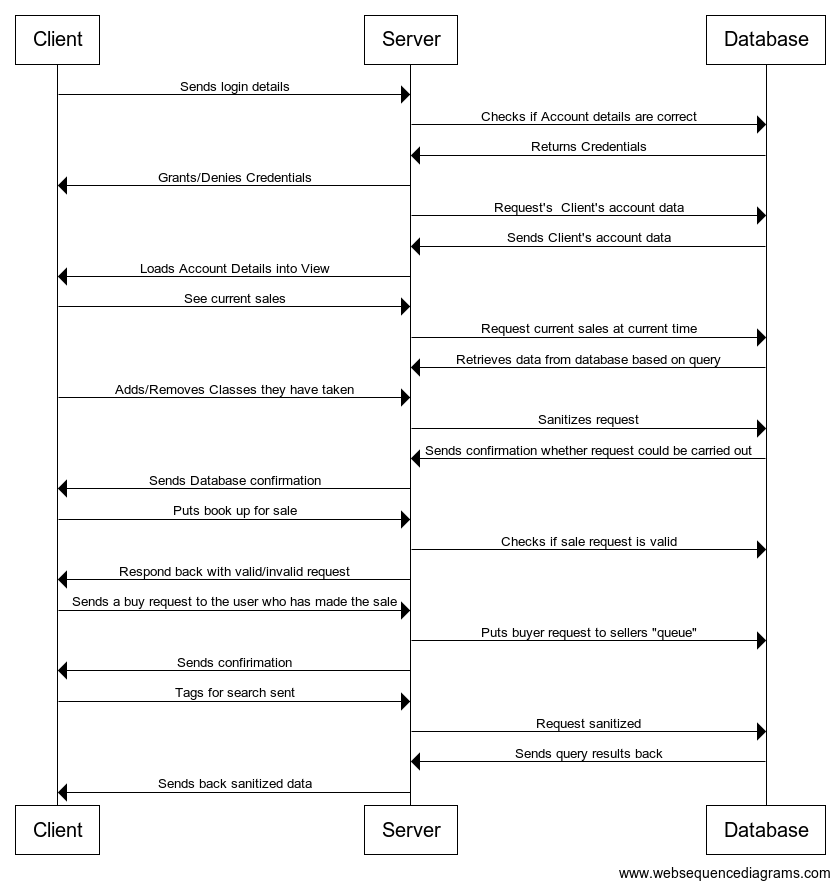 Client Server Database
Sends login details
Checks if Account details are correct
Returns Credentials
Grants/Denies Credentials
Request's  Client's account data
Sends Client's account data
Loads Account Details into View
See current sales
Request current sales at current time
Retrieves data from database based on query
Adds/Removes Classes they have taken
Sanitizes request
Sends confirmation whether request could be carried out
Sends Database confirmation
Puts book up for sale
Checks if sale request is valid
Respond back with valid/invalid request
Sends a buy request to the user who has made the sale
Puts buyer request to sellers "queue"
Sends confirimation
Tags for search sent
Request sanitized
Sends query results back
Sends back sanitized data
Client Server Database
www.websequencediagrams.com